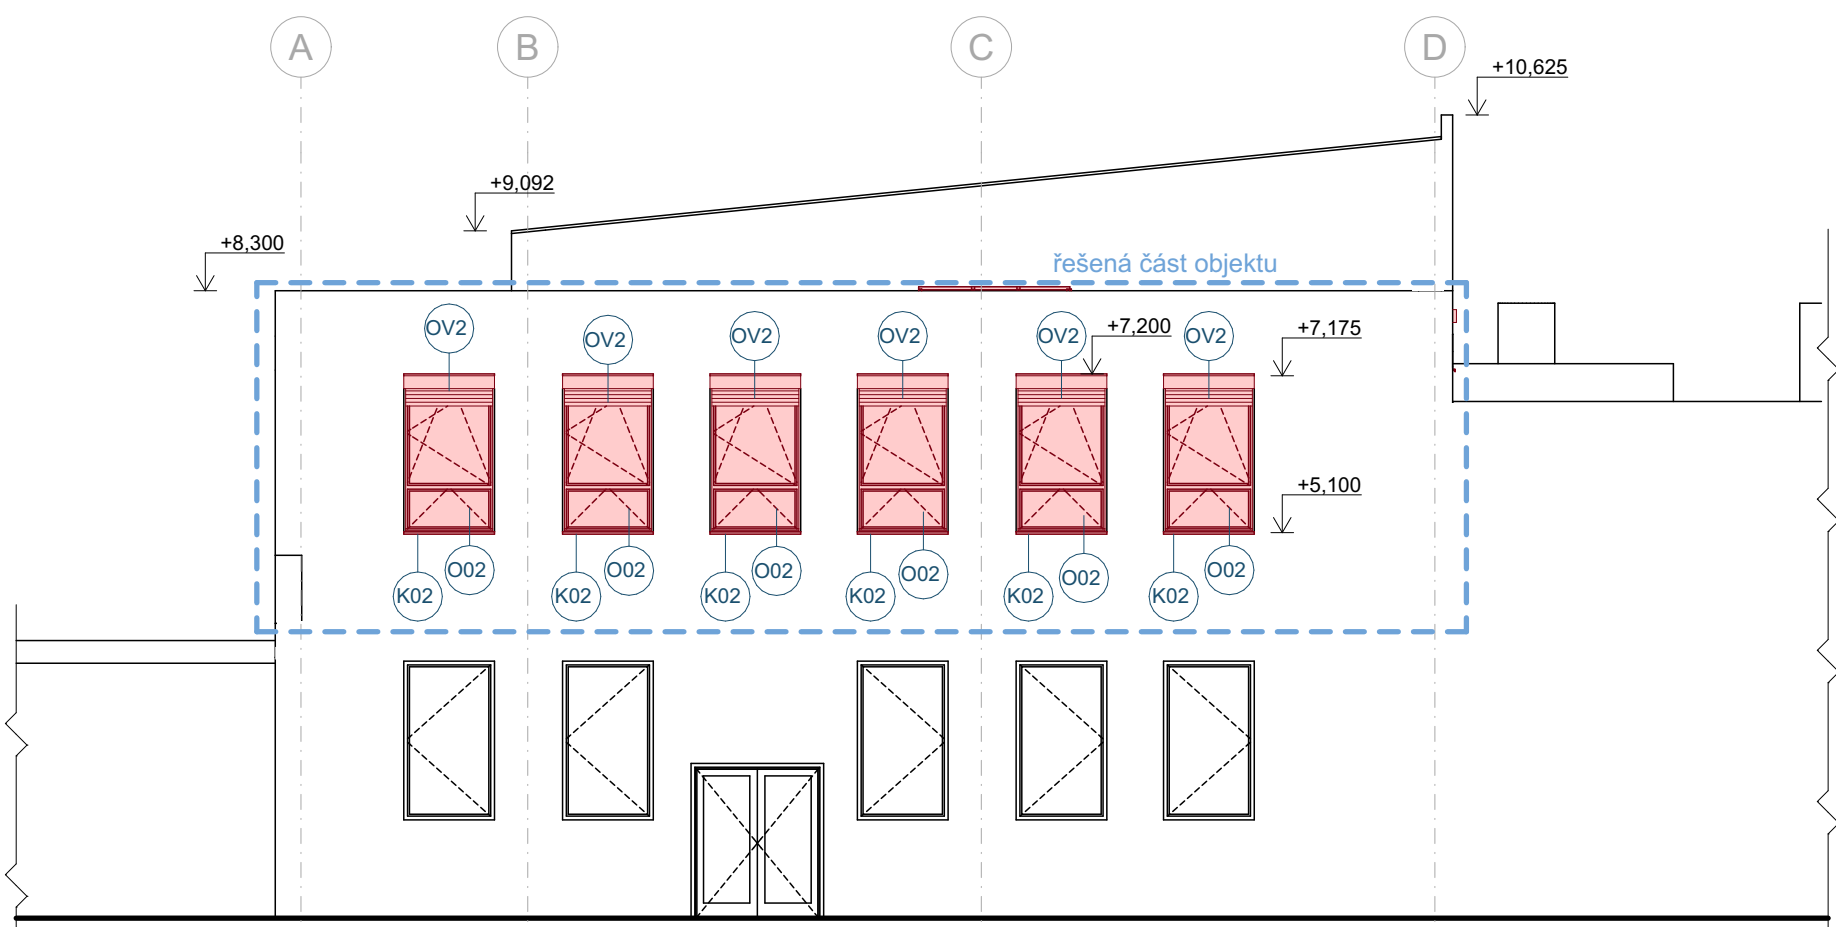 A B C D
+10,625
+9,092
+8,300
řešená část objektu
OV2 OV2 OV2 OV2 OV2 +7,200 OV2 +7,175
+5,100
O02 O02 O02 O02 O02 O02
K02 K02 K02 K02 K02 K02